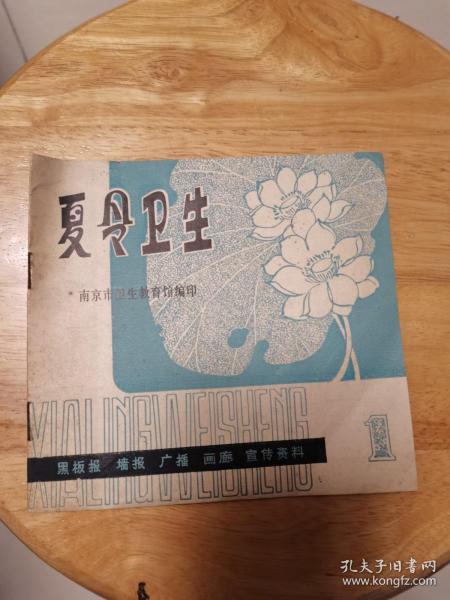 夏令卫生
南京市卫生教育馆编印
XIALINGWEISHENG
黑板报 墙报 广播 画廊 宣传资料
1
孔夫子旧书网
www.kongfz.com